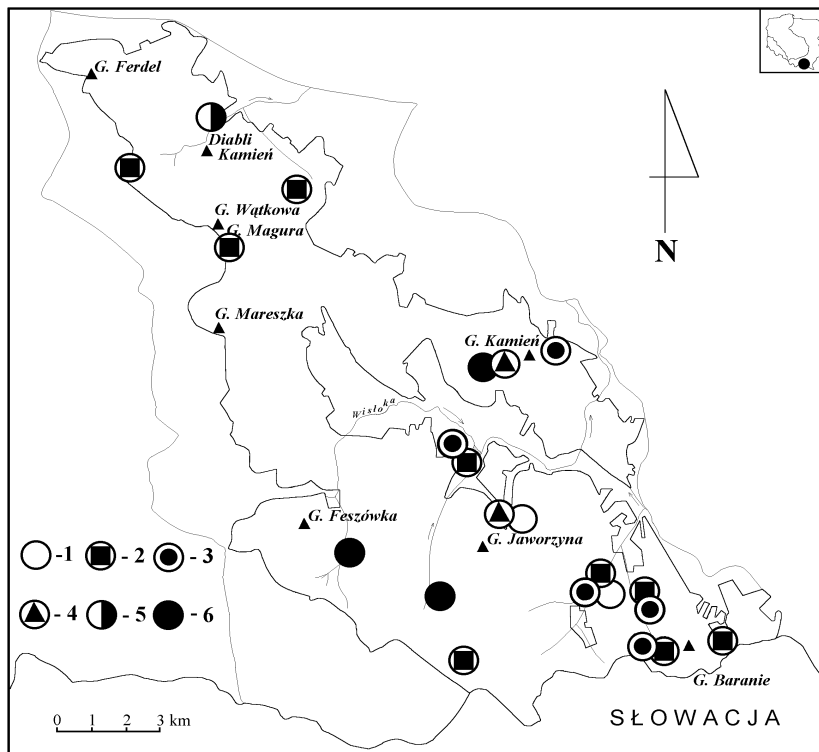 G. Ferdel
Diabli
Kamień
G. Wątkowa
G. Magura
N
G. Mareszka
G. Kamień
Wisłoka
G. Feszówka
G. Jaworzyna
-1 -2 -3
-4 -5 -6
G. Baranie
SŁOWACJA
0 1 2 3 km